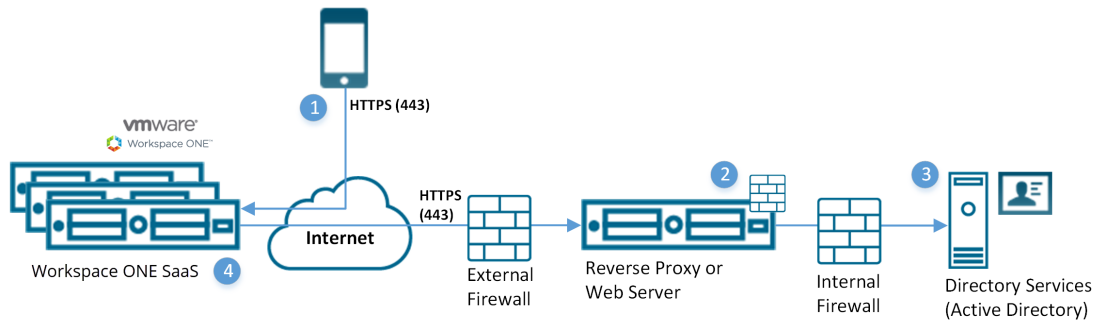 1
HTTPS (443)
vmware®
Workspace ONE™
2
3
HTTPS
(443)
Internet
Workspace ONE SaaS
4
External
Firewall
Reverse Proxy or
Web Server
Internal
Firewall
Directory Services
(Active Directory)